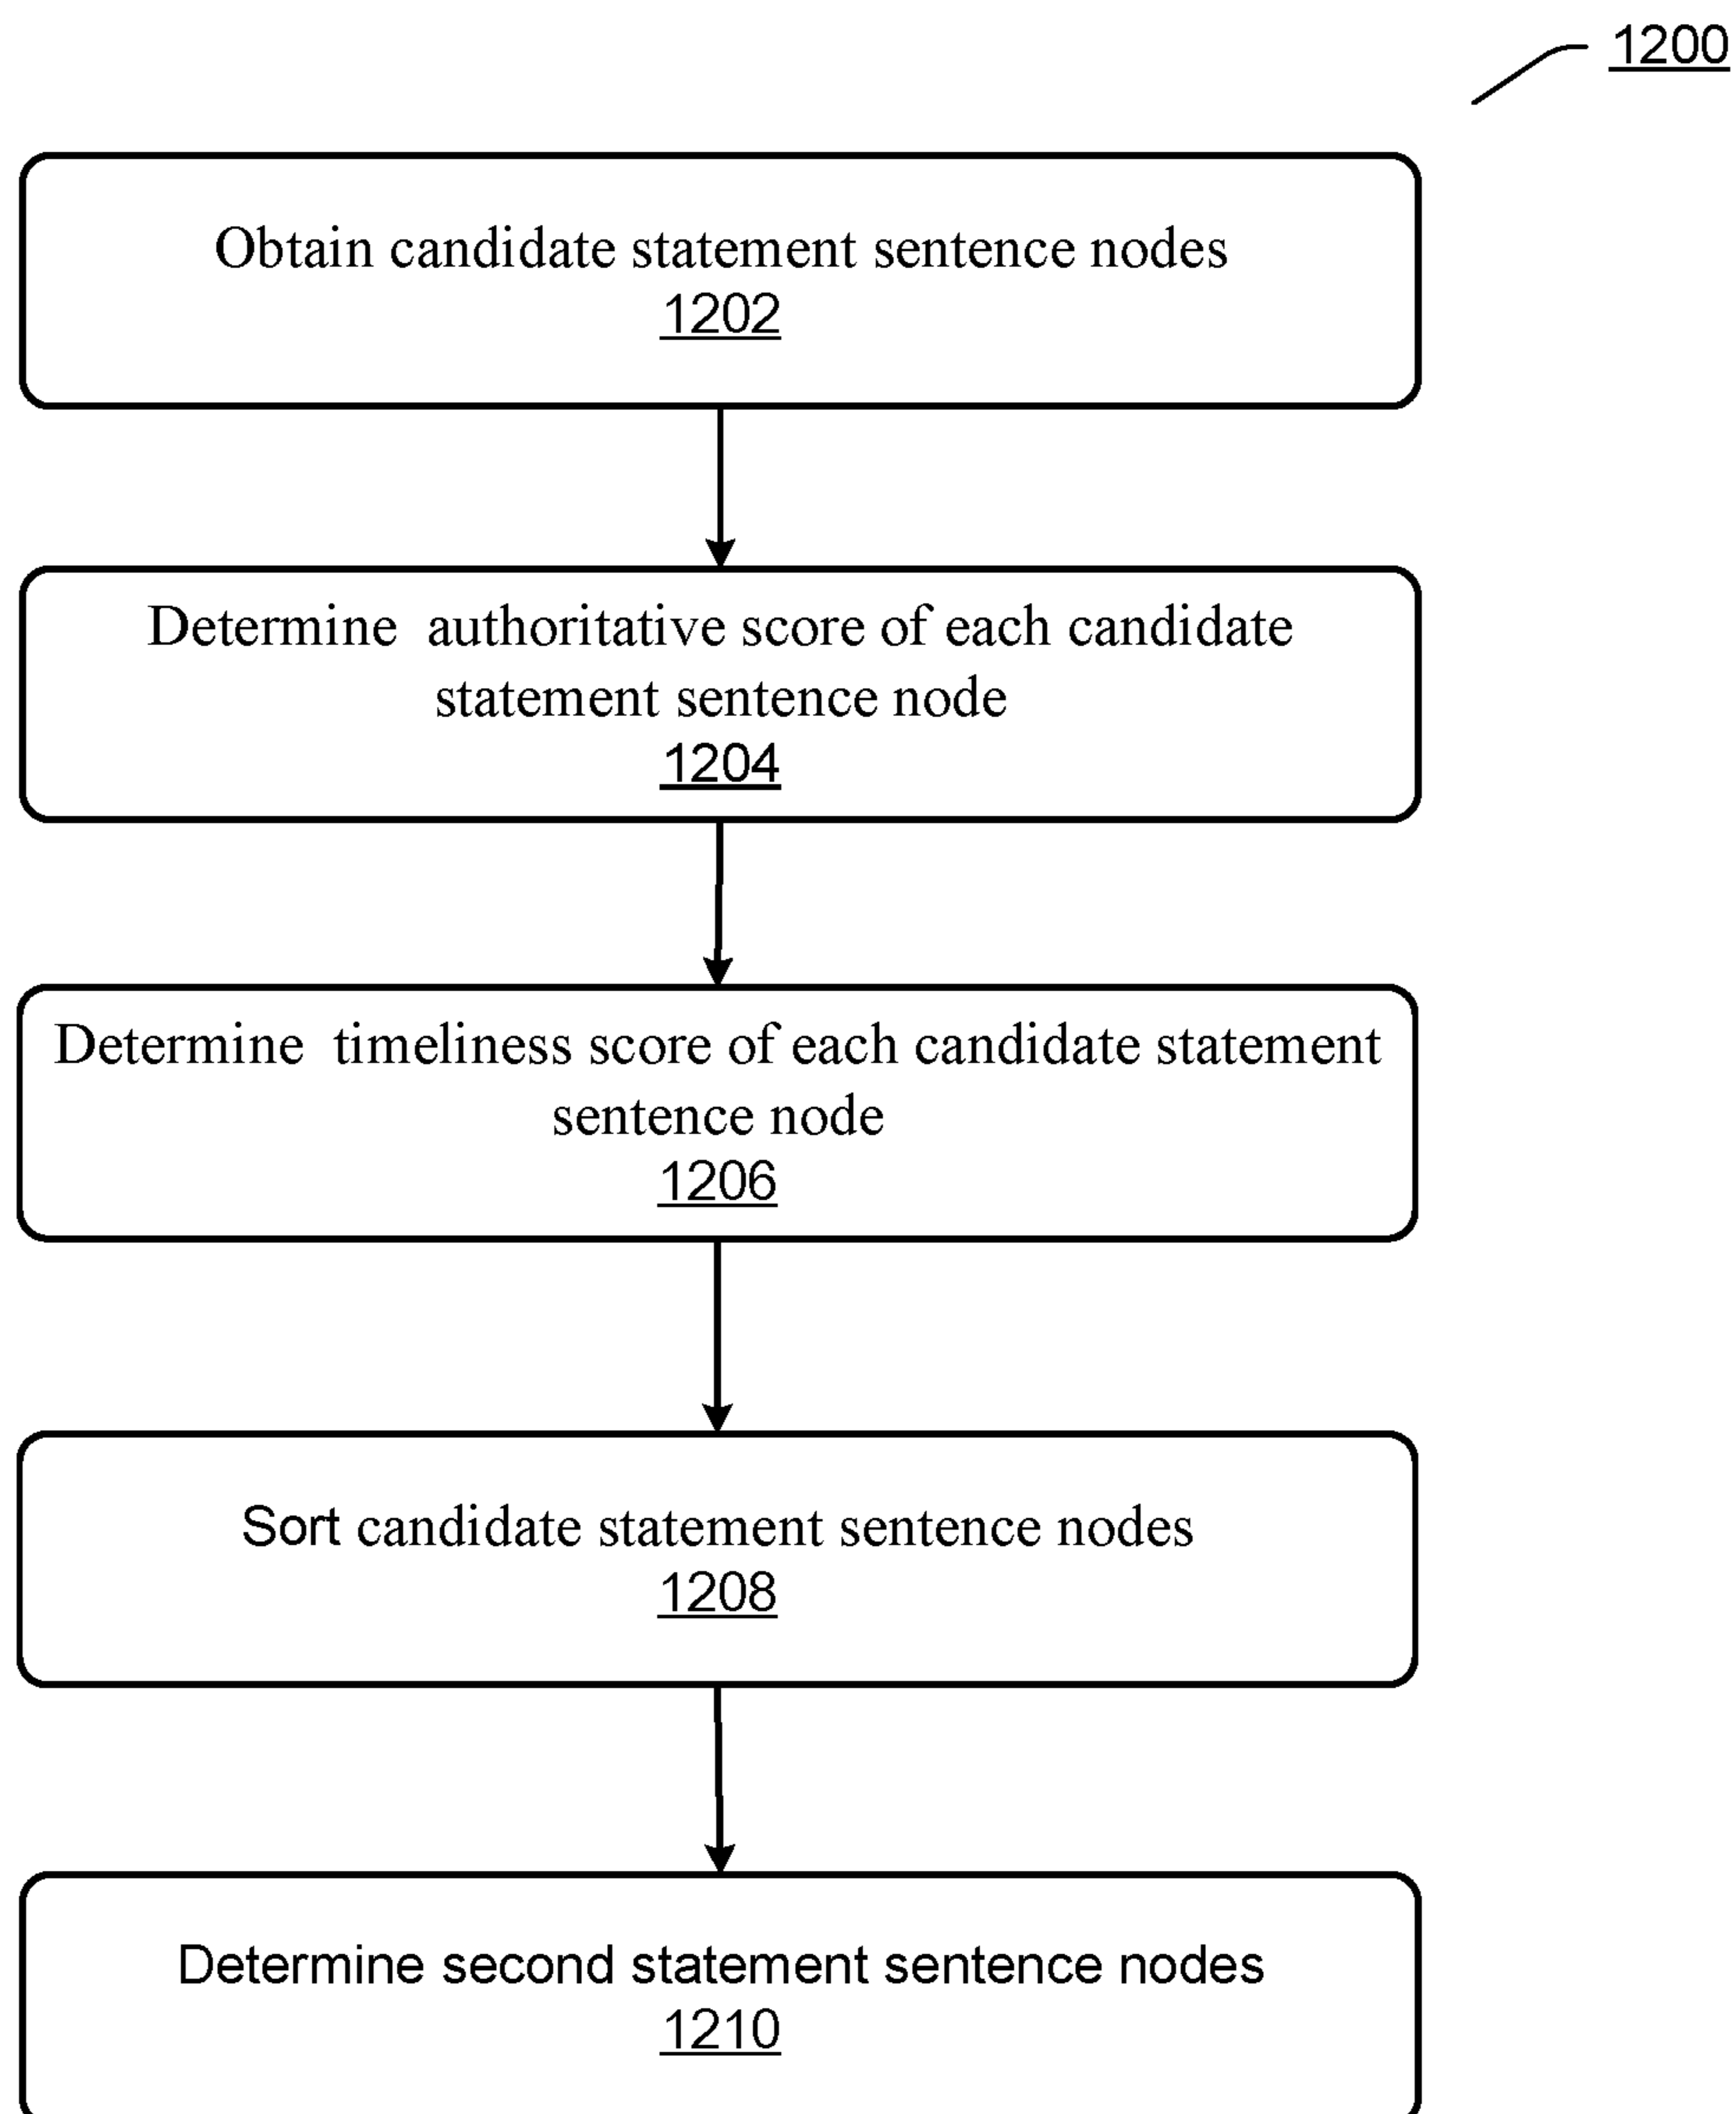 1200
Obtain candidate statement sentence nodes
1202
Determine authoritative score of each candidate
statement sentence node
1204
Determine timeliness score of each candidate statement
sentence node
1206
Sort candidate statement sentence nodes
1208
Determine second statement sentence nodes
1210